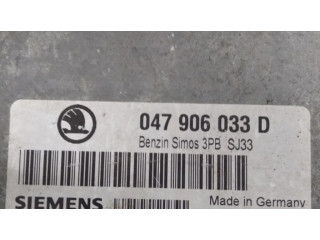 047 906 033 D
Benzin Simos 3PB SJ33
SIEMENS
Made in Germany